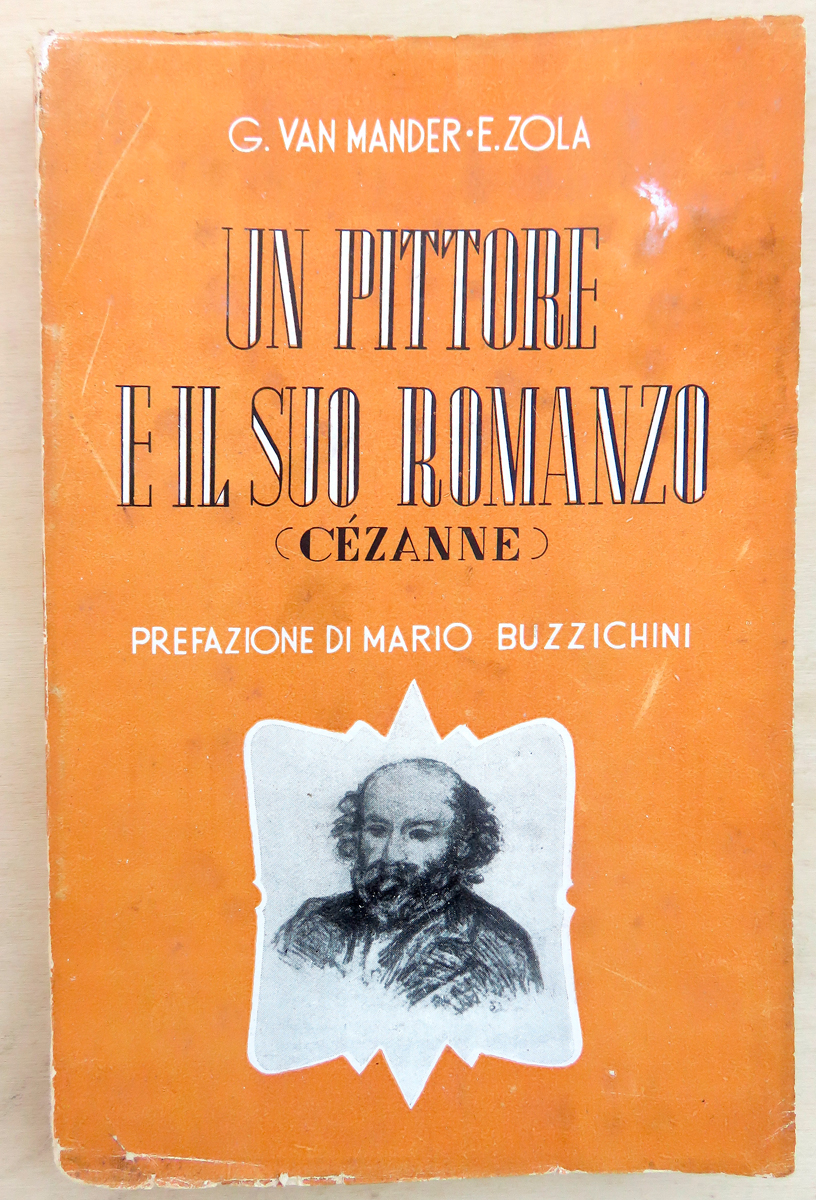 G. VAN MANDER • E. ZOLA
UN PITTORE
E IL SUO ROMANZO
(CÉZANNE)
PREFAZIONE DI MARIO BUZZICHINI